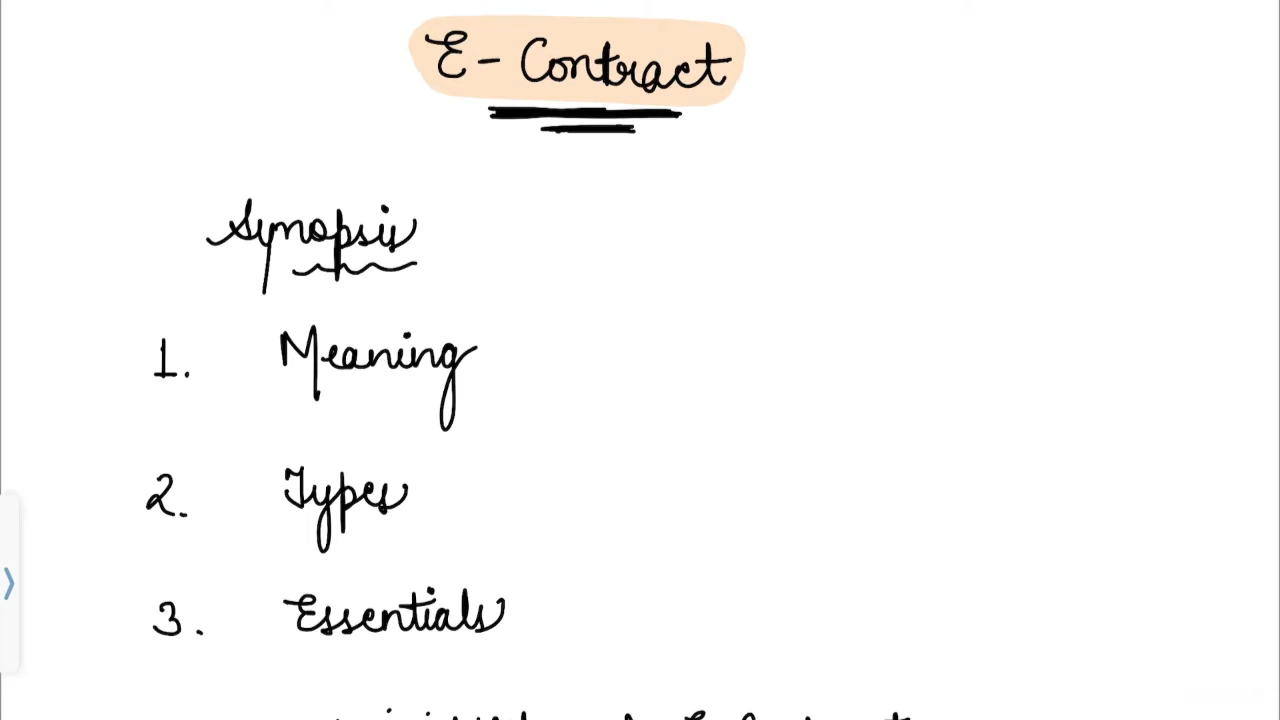 E - Contract
Synopsis
1. Meaning
2. Types
3. Essentials